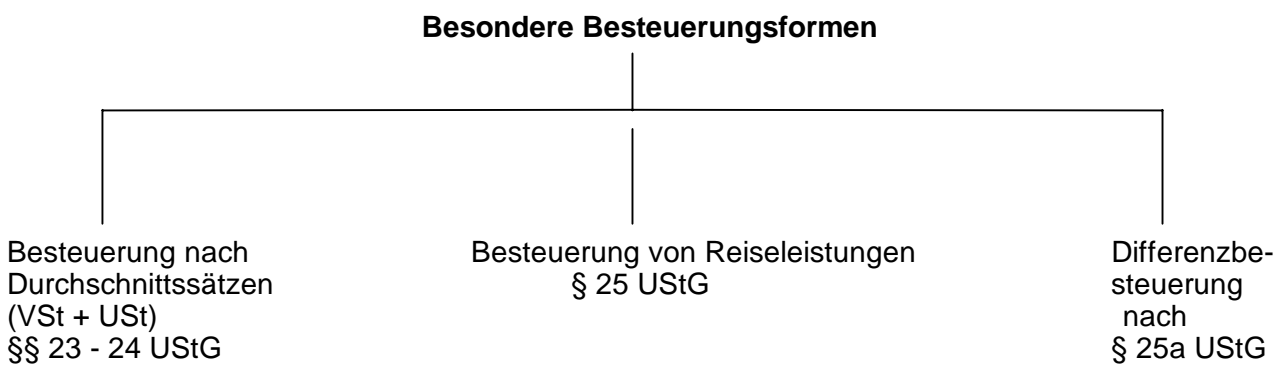 Besondere Besteuerungsformen
Besteuerung nach
Durchschnittssätzen
(VSt + USt)
§§ 23 - 24 UStG
Besteuerung von Reiseleistungen
§ 25 UStG
Differenzbe-
steuerung
nach
§ 25a UStG